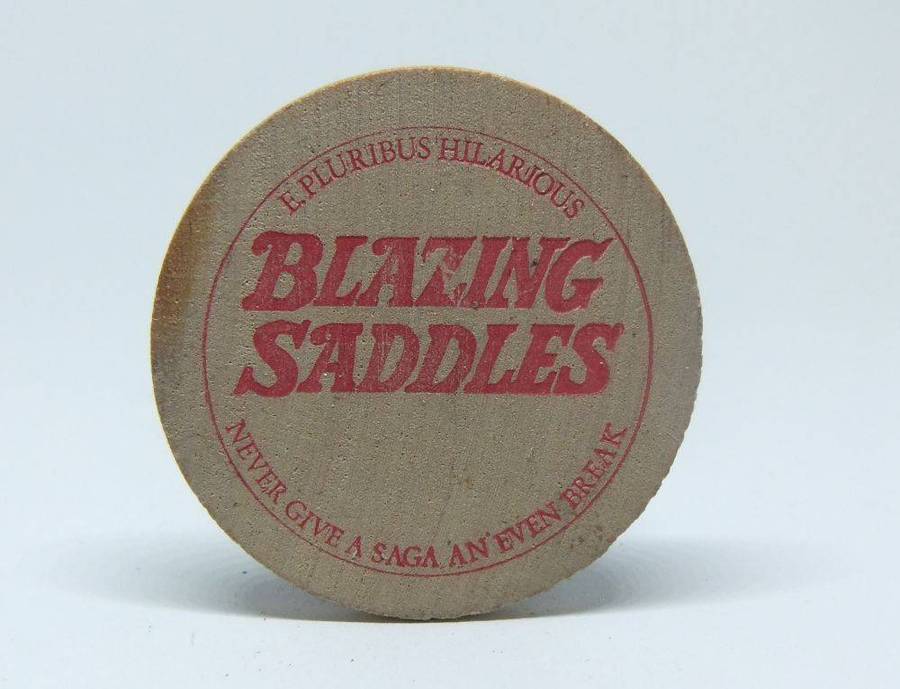 E PLURIBUS HILARIOUS
BLAZING
SADDLES
NEVER GIVE A SAGA AN EVEN BREAK